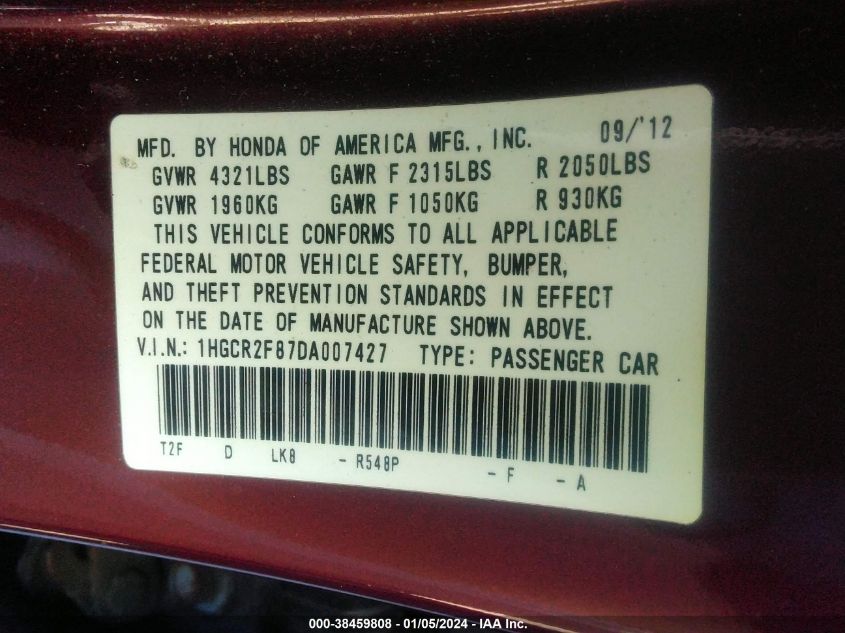 MFD. BY HONDA OF AMERICA MFG., INC. 09/'12
GVWR 4321LBS GAWR F 2315LBS R 2050LBS
GVWR 1960KG GAWR F 1050KG R 930KG
THIS VEHICLE CONFORMS TO ALL APPLICABLE
FEDERAL MOTOR VEHICLE SAFETY, BUMPER,
AND THEFT PREVENTION STANDARDS IN EFFECT
ON THE DATE OF MANUFACTURE SHOWN ABOVE.
V.I.N.: 1HGCR2F87DA007427 TYPE: PASSENGER CAR
T2F D LK8 - R548P - F - A
000-38459808 - 01/05/2024 - IAA Inc.